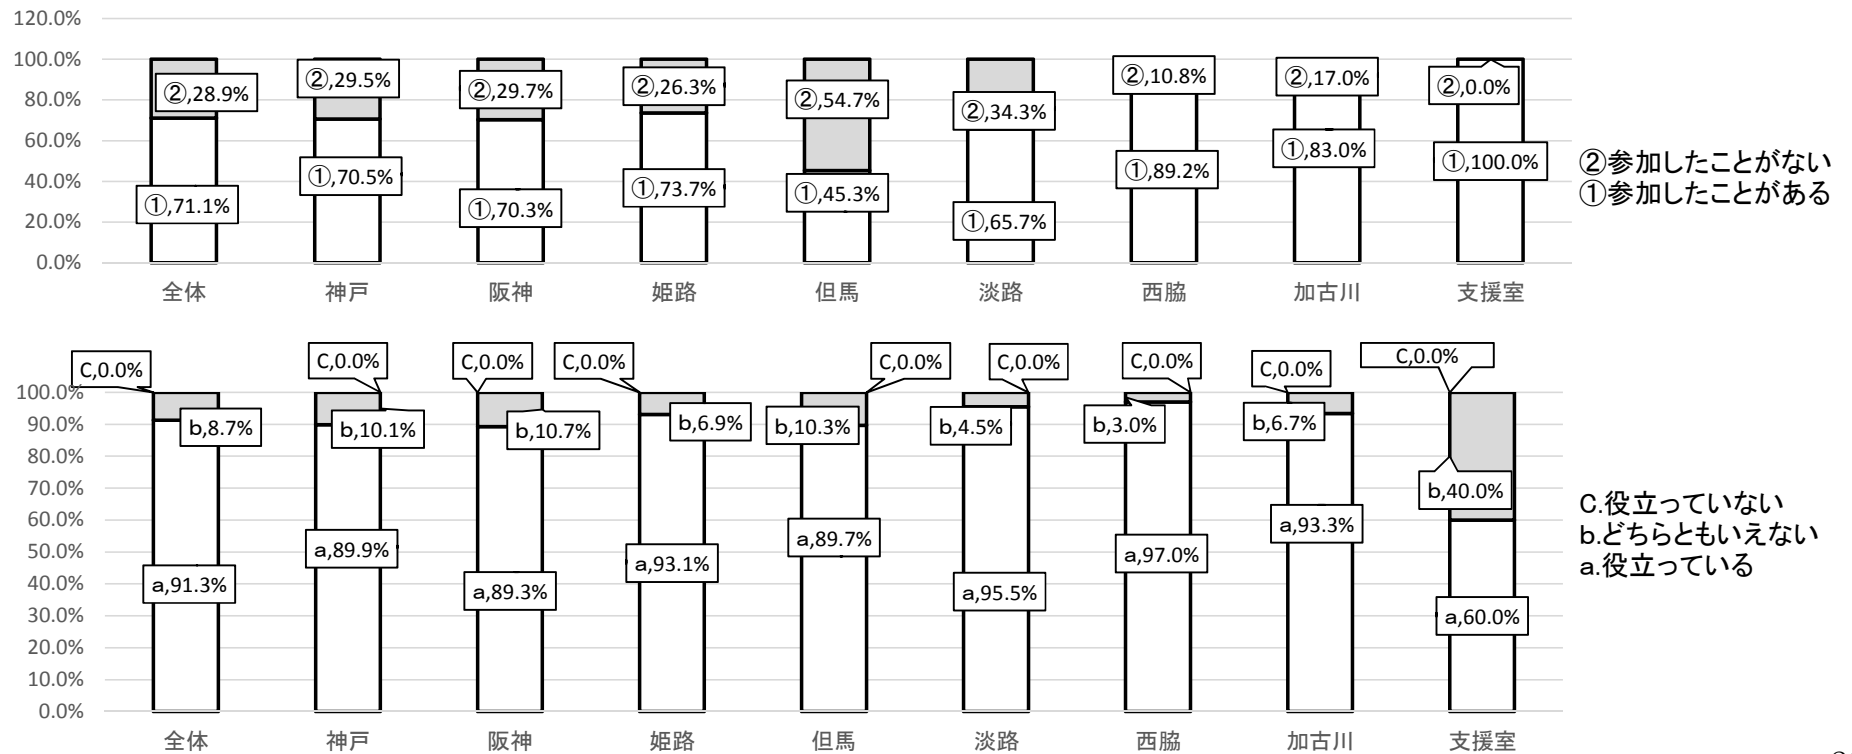 120.0%
100.0%
80.0%
60.0%
40.0%
20.0%
0.0%
②,28.9%
②,29.5%
②,29.7%
②,26.3%
②,54.7%
②,34.3%
②,10.8%
②,17.0%
②,0.0%
①,71.1%
①,70.5%
①,70.3%
①,73.7%
①,45.3%
①,65.7%
①,89.2%
①,83.0%
①,100.0%
②参加したことがない
①参加したことがある
全体
神戸
阪神
姫路
但馬
淡路
西脇
加古川
支援室
C,0.0%
C,0.0%
C,0.0%
C,0.0%
C,0.0%
C,0.0%
C,0.0%
C,0.0%
C,0.0%
100.0%
90.0%
80.0%
70.0%
60.0%
50.0%
40.0%
30.0%
20.0%
10.0%
0.0%
b,8.7%
b,10.1%
b,10.7%
b,6.9%
b,10.3%
b,4.5%
b,3.0%
b,6.7%
b,40.0%
a,91.3%
a,89.9%
a,89.3%
a,93.1%
a,89.7%
a,95.5%
a,97.0%
a,93.3%
a,60.0%
C.役立っていない
b.どちらともいえない
a.役立っている
全体
神戸
阪神
姫路
但馬
淡路
西脇
加古川
支援室